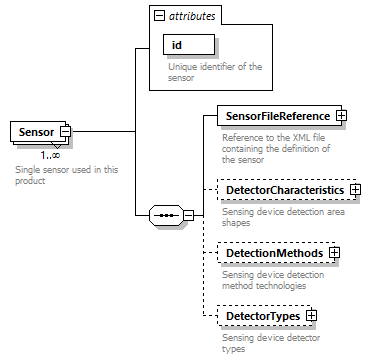 attributes
id
Unique identifier of the
sensor
Sensor
1..∞
Single sensor used in this
product
SensorFileReference
Reference to the XML file
containing the definition of
the sensor
DetectorCharacteristics
Sensing device detection area
shapes
DetectionMethods
Sensing device detection
method technologies
DetectorTypes
Sensing device detector
types